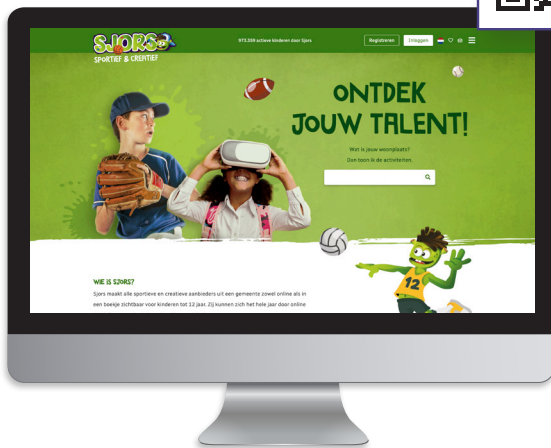 SJORS
SPORTIEF & CREATIEF
973.559 actieve kinderen door Sjors
Registreren
Inloggen
ONTDEK
JOUW TALENT!
Wat is jouw woonplaats?
Dan toon ik de activiteiten.
12
WIE IS SJORS?
Sjors maakt alle sportieve en creatieve aanbieders uit een gemeente zowel online als in
een boekje zichtbaar voor kinderen tot 12 jaar. Zij kunnen zich het hele jaar door online